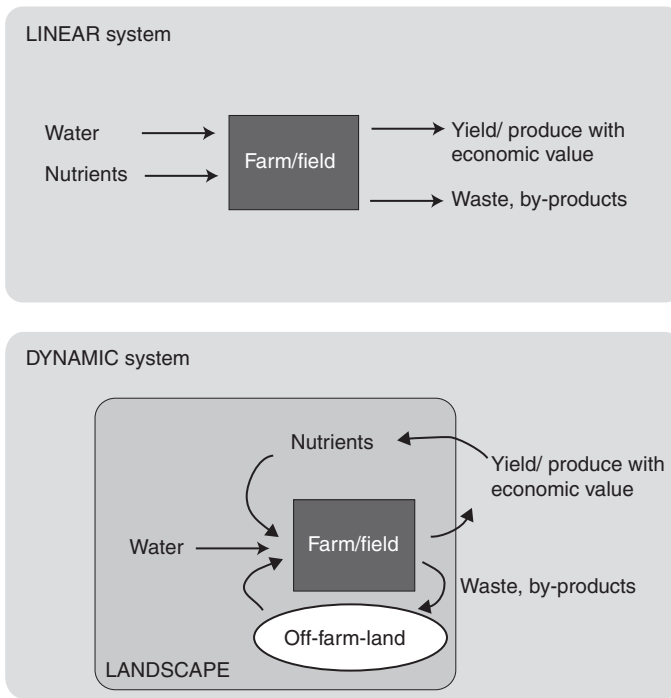 LINEAR system
Water
Nutrients
Farm/field
Yield/ produce with
economic value
Waste, by-products
DYNAMIC system
Nutrients
Yield/ produce with
economic value
Water
Farm/field
Waste, by-products
Off-farm-land
LANDSCAPE